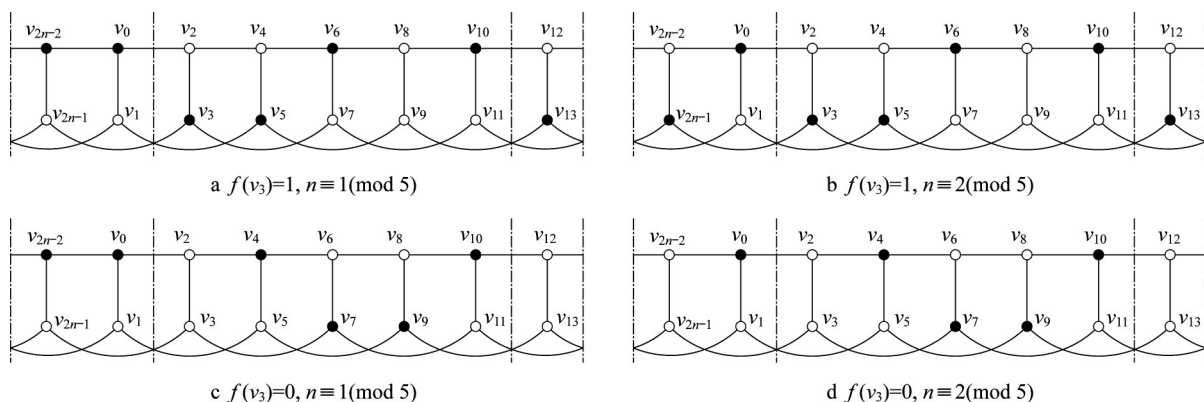 v₂ₙ₋₂ v₀ v₂ v₄ v₆ v₈ v₁₀ v₁₂
v₂ₙ₋₁ v₁ v₃ v₅ v₇ v₉ v₁₁ v₁₃
a f(v₃)=1, n≡1(mod 5)
v₂ₙ₋₂ v₀ v₂ v₄ v₆ v₈ v₁₀ v₁₂
v₂ₙ₋₁ v₁ v₃ v₅ v₇ v₉ v₁₁ v₁₃
b f(v₃)=1, n≡2(mod 5)
v₂ₙ₋₂ v₀ v₂ v₄ v₆ v₈ v₁₀ v₁₂
v₂ₙ₋₁ v₁ v₃ v₅ v₇ v₉ v₁₁ v₁₃
c f(v₃)=0, n≡1(mod 5)
v₂ₙ₋₂ v₀ v₂ v₄ v₆ v₈ v₁₀ v₁₂
v₂ₙ₋₁ v₁ v₃ v₅ v₇ v₉ v₁₁ v₁₃
d f(v₃)=0, n≡2(mod 5)